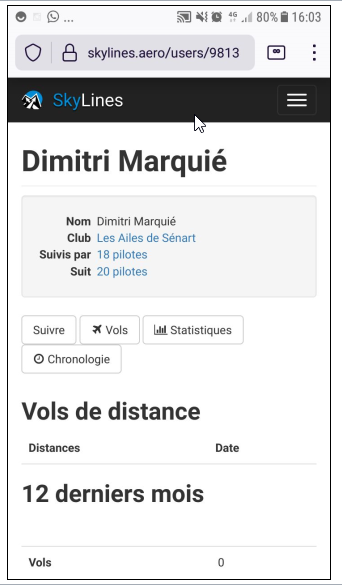 4G 80% 16:03
skylines.aero/users/9813
SkyLines
Dimitri Marquié
Nom Dimitri Marquié
Club Les Ailes de Sénart
Suivis par 18 pilotes
Suit 20 pilotes
Suivre Vols Statistiques
Chronologie
Vols de distance
Distances Date
12 derniers mois
Vols 0